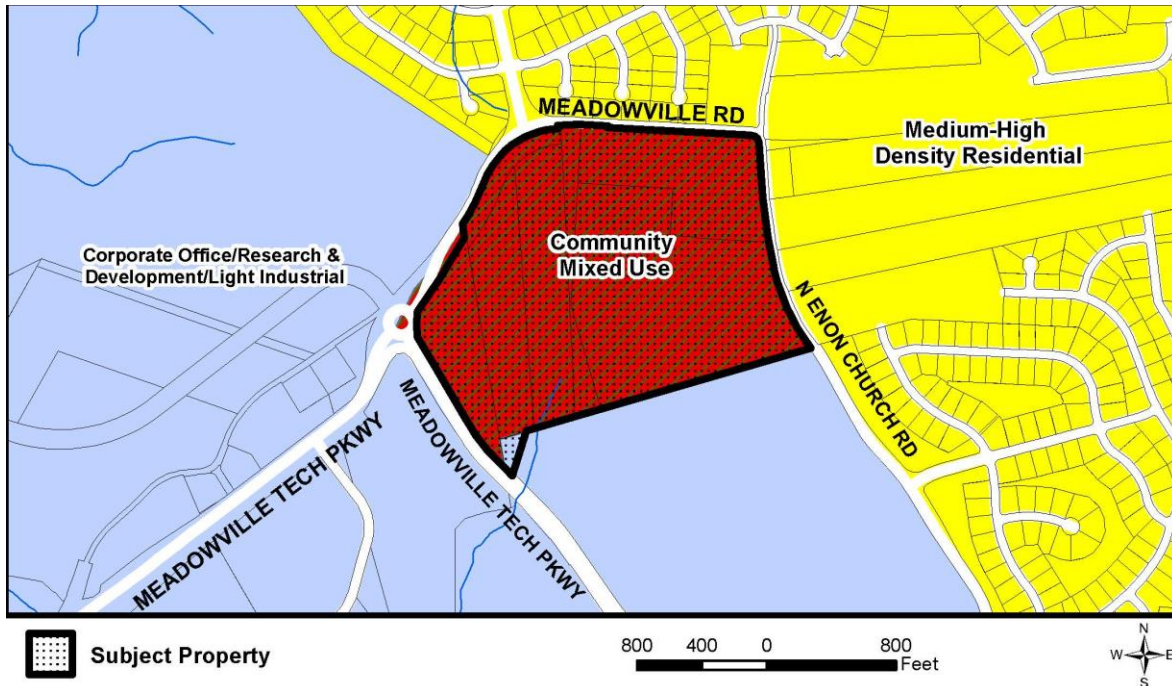 MEADOWVILLE RD
Medium-High
Density Residential
Community
Mixed Use
Corporate Office/Research &
Development/Light Industrial
N ENON CHURCH RD
MEADOWVILLE TECH PKWY
MEADOWVILLE TECH PKWY
Subject Property
800 400 0 800
Feet
N
W E
S